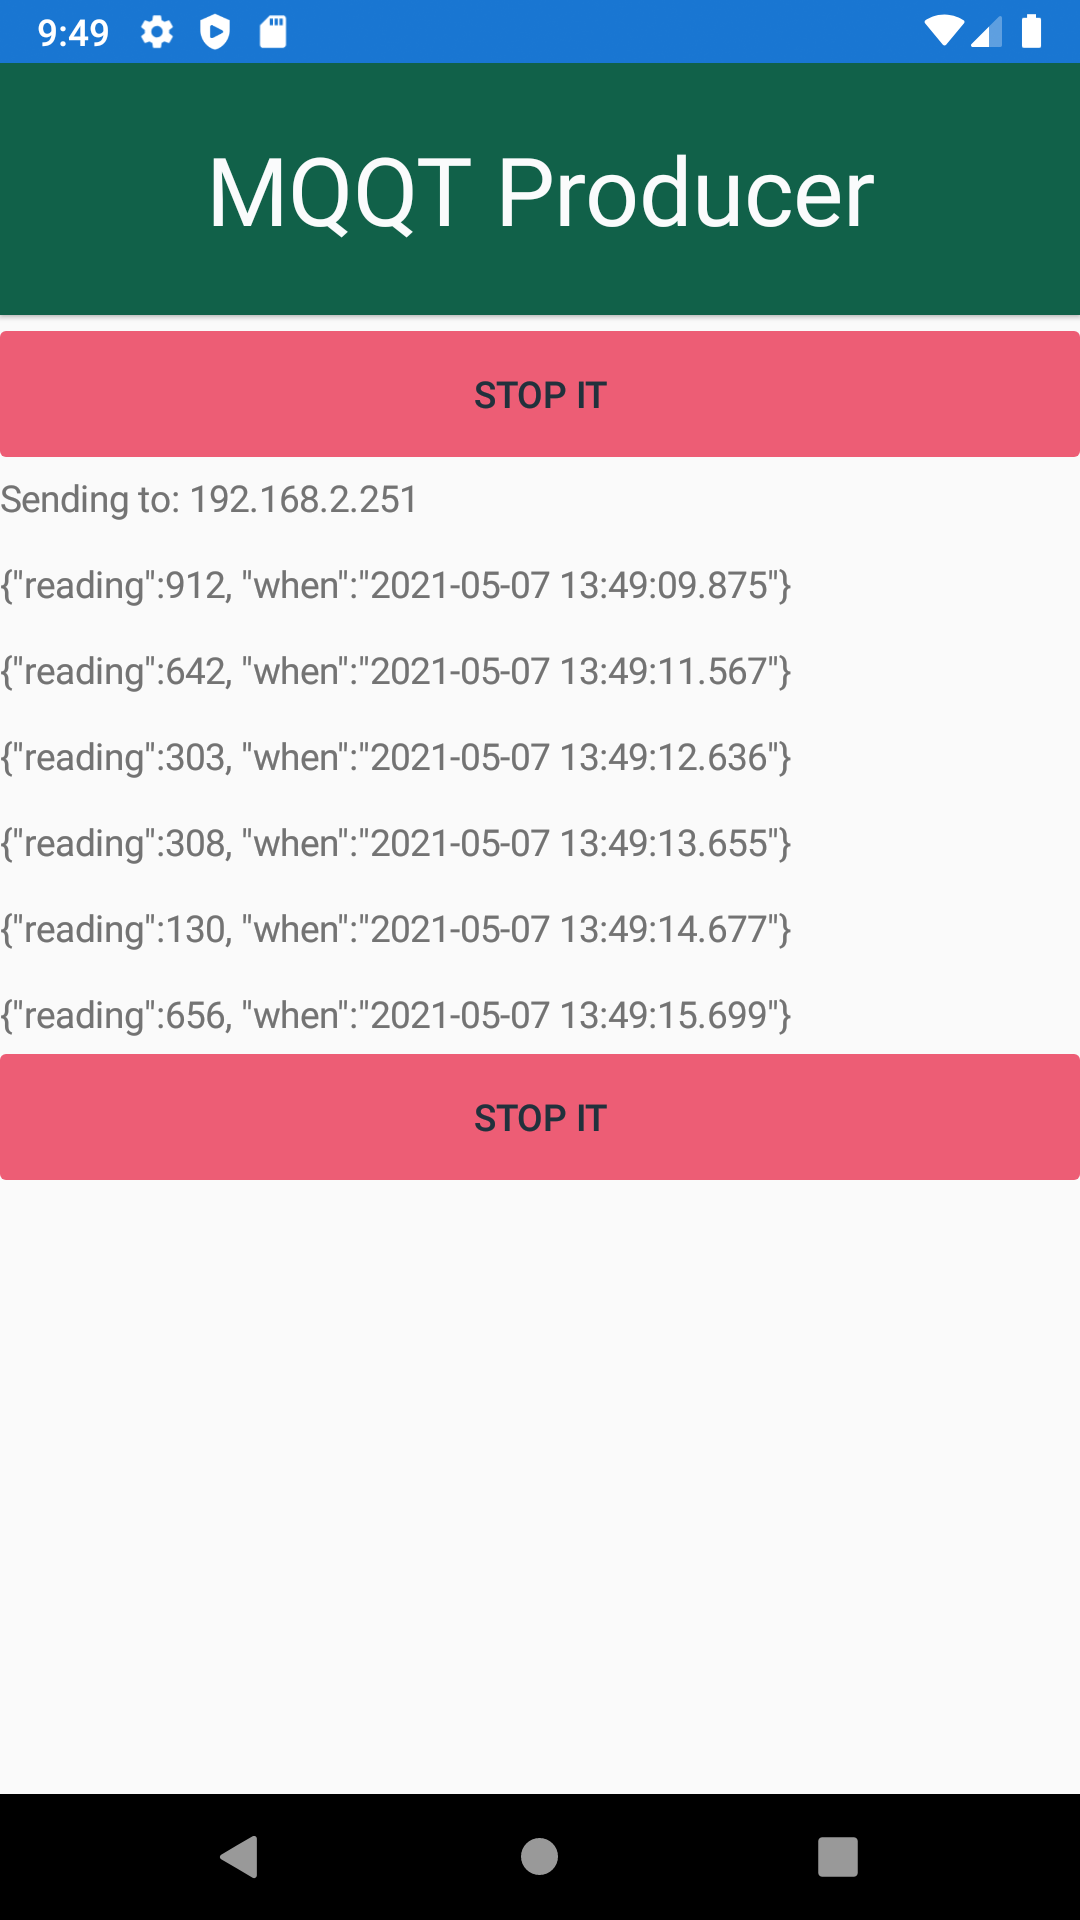 9:49
MQQT Producer
STOP IT
Sending to: 192.168.2.251
{"reading":912, "when":"2021-05-07 13:49:09.875"}
{"reading":642, "when":"2021-05-07 13:49:11.567"}
{"reading":303, "when":"2021-05-07 13:49:12.636"}
{"reading":308, "when":"2021-05-07 13:49:13.655"}
{"reading":130, "when":"2021-05-07 13:49:14.677"}
{"reading":656, "when":"2021-05-07 13:49:15.699"}
STOP IT